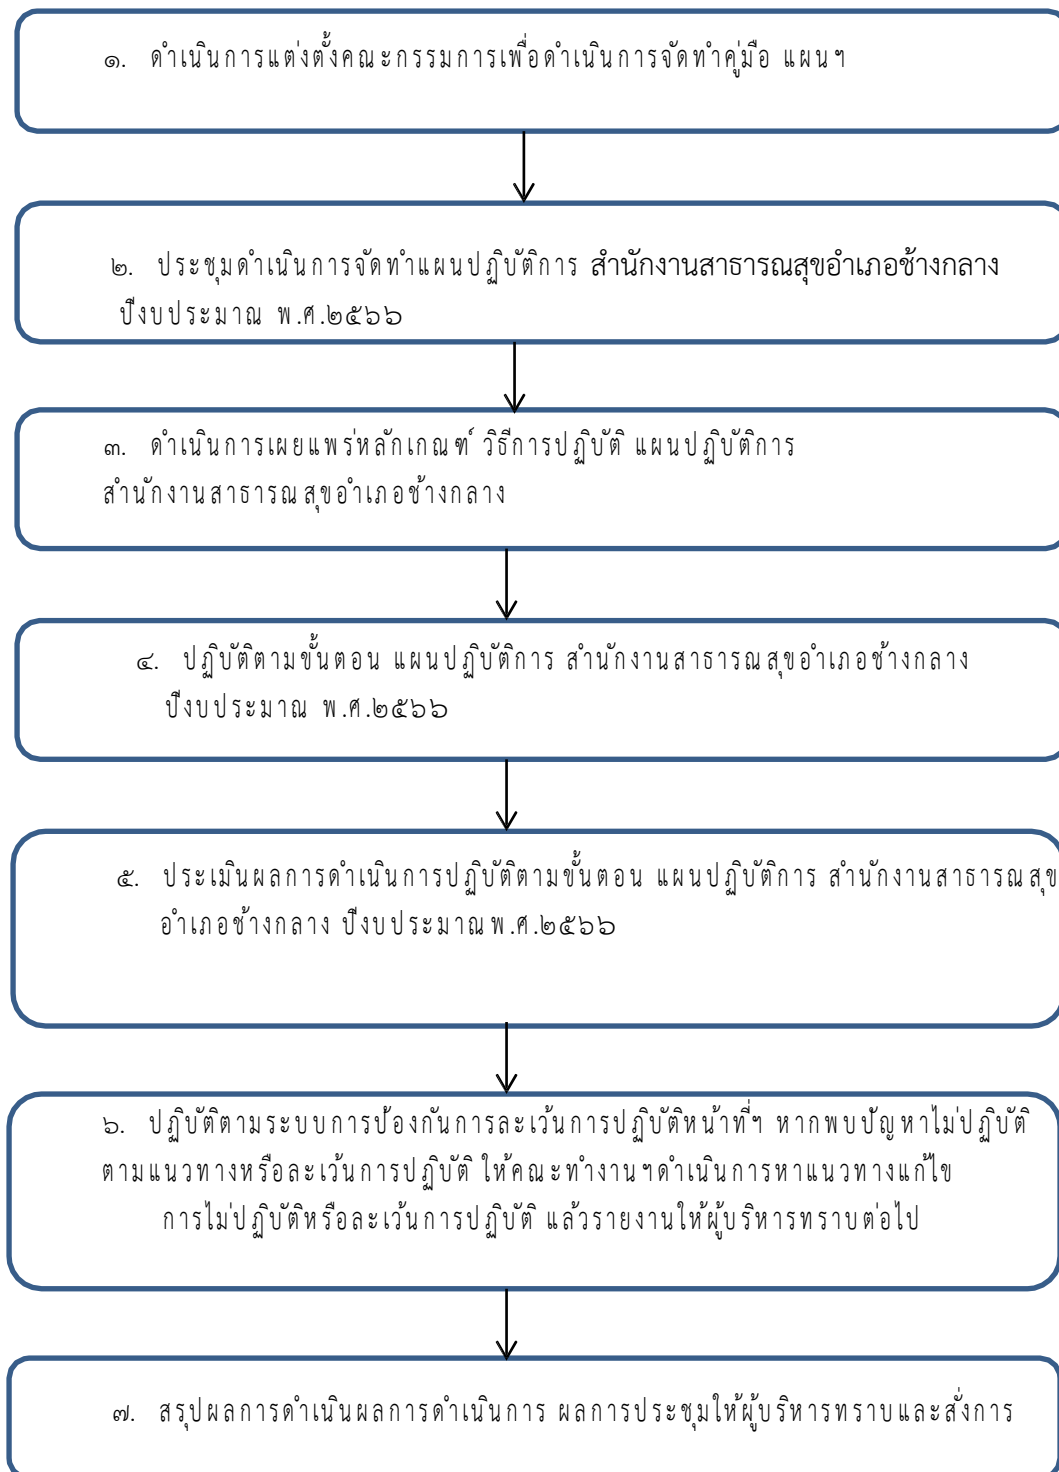 ๑. ดำเนินการแต่งตั้งคณะกรรมการเพื่อดำเนินการจัดทำคู่มือ แผนฯ
๒. ประชุมดำเนินการจัดทำแผนปฏิบัติการ สำนักงานสาธารณสุขอำเภอช้างกลาง
ปีงบประมาณ พ.ศ.๒๕๖๖
๓. ดำเนินการเผยแพร่หลักเกณฑ์ วิธีการปฏิบัติ แผนปฏิบัติการ
สำนักงานสาธารณสุขอำเภอช้างกลาง
๔. ปฏิบัติตามขั้นตอน แผนปฏิบัติการ สำนักงานสาธารณสุขอำเภอช้างกลาง
ปีงบประมาณ พ.ศ.๒๕๖๖
๕. ประเมินผลการดำเนินการปฏิบัติตามขั้นตอน แผนปฏิบัติการ สำนักงานสาธารณสุข
อำเภอช้างกลาง ปีงบประมาณ พ.ศ.๒๕๖๖
๖. ปฏิบัติตามระบบการป้องกันการละเว้นการปฏิบัติหน้าที่ฯ หากพบปัญหาไม่ปฏิบัติ
ตามแนวทางหรือละเว้นการปฏิบัติ ให้คณะทำงานฯดำเนินการหาแนวทางแก้ไข
การไม่ปฏิบัติหรือละเว้นการปฏิบัติ แล้วรายงานให้ผู้บริหารทราบต่อไป
๗. สรุปผลการดำเนินผลการดำเนินการ ผลการประชุมให้ผู้บริหารทราบและสั่งการ